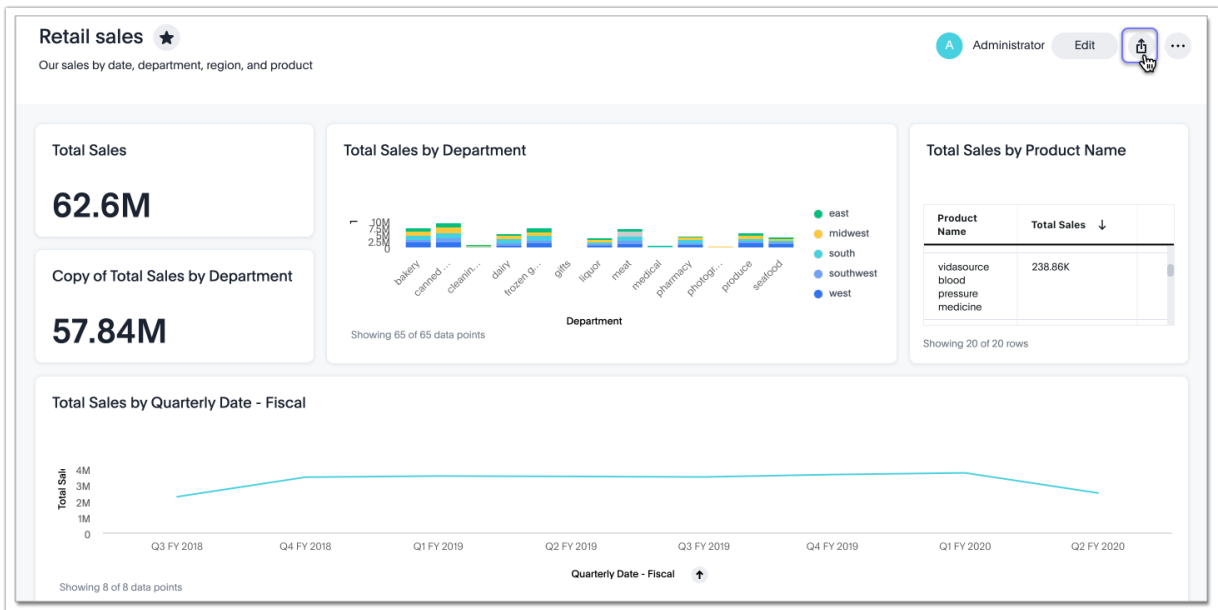 Retail sales
Our sales by date, department, region, and product
A Administrator Edit
Total Sales
62.6M
Copy of Total Sales by Department
57.84M
Total Sales by Department
10M
7.5M
5M
2.5M
0
bakery
canned ...
cleanin...
dairy
frozen g...
gifts
liquor
meat
medical
pharmacy
photogr...
produce
seafood
Department
east
midwest
south
southwest
west
Showing 65 of 65 data points
Total Sales by Product Name
Product Name Total Sales ↓
vidasource 238.86K
blood
pressure
medicine
Showing 20 of 20 rows
Total Sales by Quarterly Date - Fiscal
Total Sal
4M
3M
2M
1M
0
Q3 FY 2018 Q4 FY 2018 Q1 FY 2019 Q2 FY 2019 Q3 FY 2019 Q4 FY 2019 Q1 FY 2020 Q2 FY 2020
Quarterly Date - Fiscal
Showing 8 of 8 data points